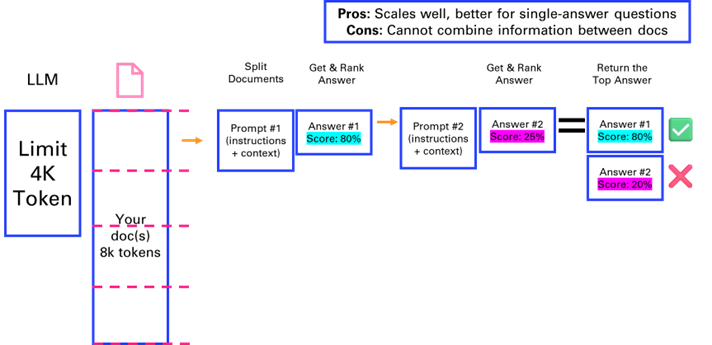 Pros: Scales well, better for single-answer questions
Cons: Cannot combine information between docs
LLM
Split
Documents
Get & Rank
Answer
Get & Rank
Answer
Return the
Top Answer
Limit
4K
Token
Your
doc(s)
8k tokens
Prompt #1
(instructions
+ context)
Answer #1
Score: 80%
Prompt #2
(instructions
+ context)
Answer #2
Score: 25%
Answer #1
Score: 80%
Answer #2
Score: 20%